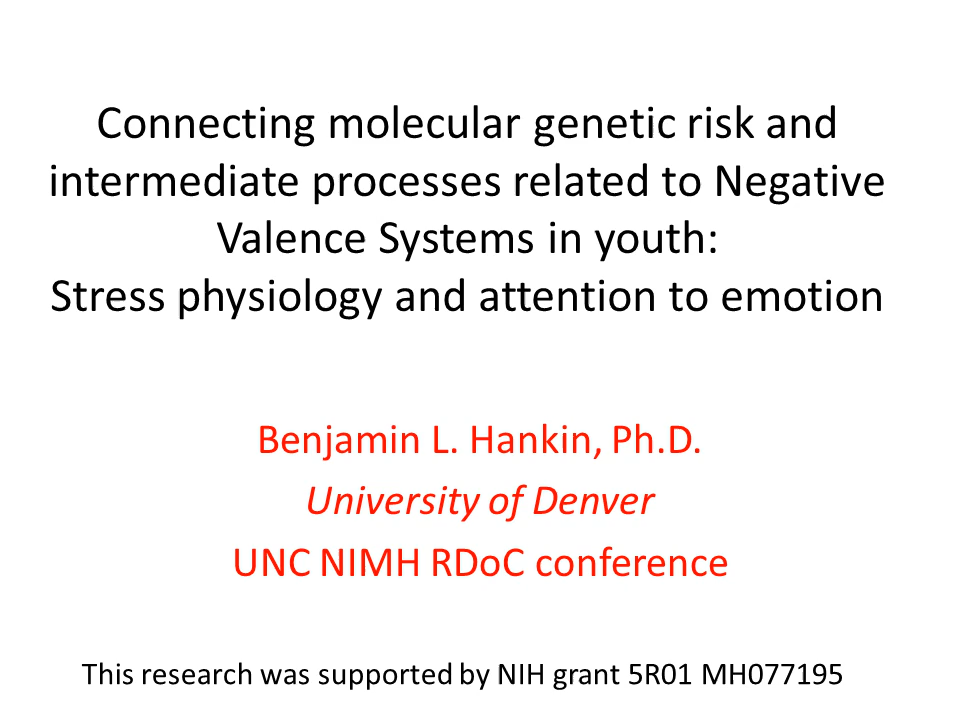 Connecting molecular genetic risk and
intermediate processes related to Negative
Valence Systems in youth:
Stress physiology and attention to emotion
Benjamin L. Hankin, Ph.D.
University of Denver
UNC NIMH RDoC conference
This research was supported by NIH grant 5R01 MH077195